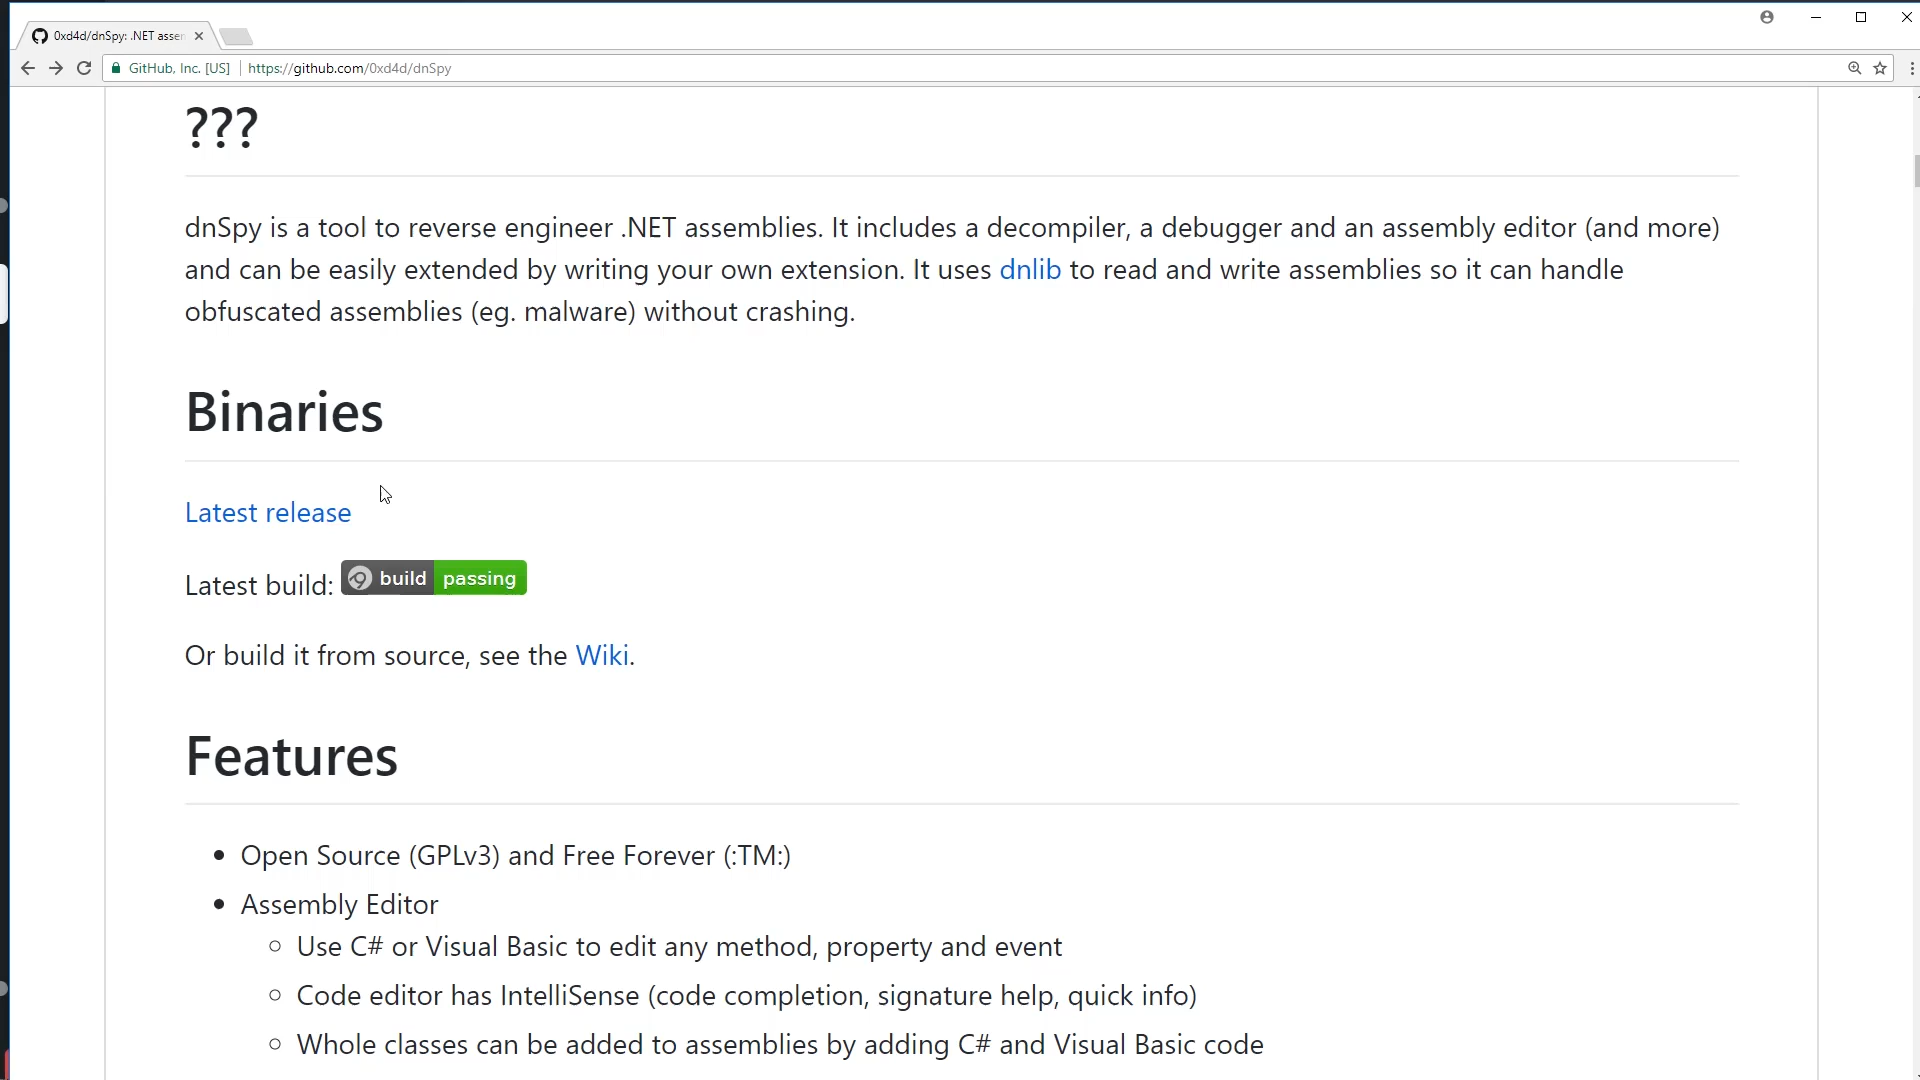 0xd4d/dnSpy: .NET assem
GitHub, Inc. [US] https://github.com/0xd4d/dnSpy
???
dnSpy is a tool to reverse engineer .NET assemblies. It includes a decompiler, a debugger and an assembly editor (and more)
and can be easily extended by writing your own extension. It uses dnlib to read and write assemblies so it can handle
obfuscated assemblies (eg. malware) without crashing.
Binaries
Latest release
Latest build: build passing
Or build it from source, see the Wiki.
Features
Open Source (GPLv3) and Free Forever (:TM:)
Assembly Editor
Use C# or Visual Basic to edit any method, property and event
Code editor has IntelliSense (code completion, signature help, quick info)
Whole classes can be added to assemblies by adding C# and Visual Basic code